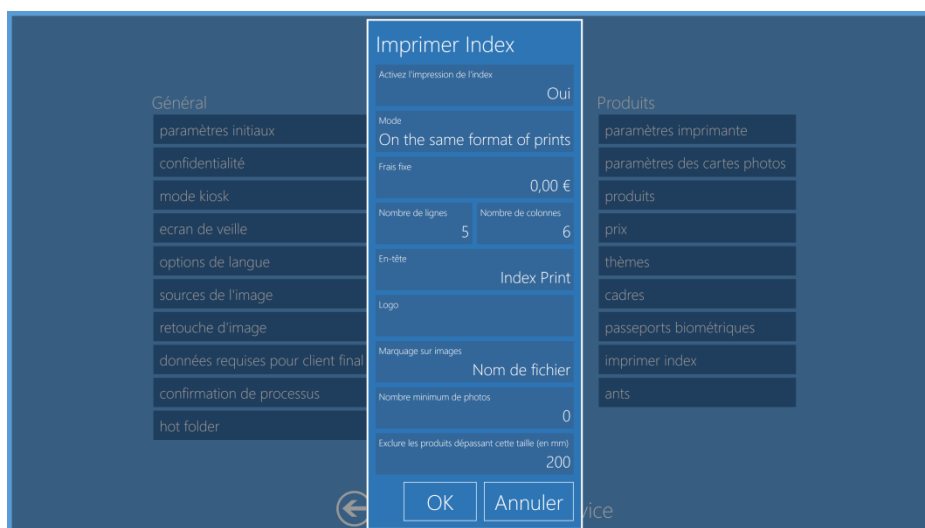 Imprimer Index
Activez l'impression de l'index
Oui
Mode
On the same format of prints
Frais fixe
0,00 €
Nombre de lignes
5
Nombre de colonnes
6
En-tête
Index Print
Logo
Marquage sur images
Nom de fichier
Nombre minimum de photos
0
Exclure les produits dépassant cette taille (en mm)
200
OK
Annuler
Général
paramètres initiaux
confidentialité
mode kiosk
ecran de veille
options de langue
sources de l'image
retouche d'image
données requises pour client final
confirmation de processus
hot folder
Produits
paramètres imprimante
paramètres des cartes photos
produits
prix
thèmes
cadres
passeports biométriques
imprimer index
ants